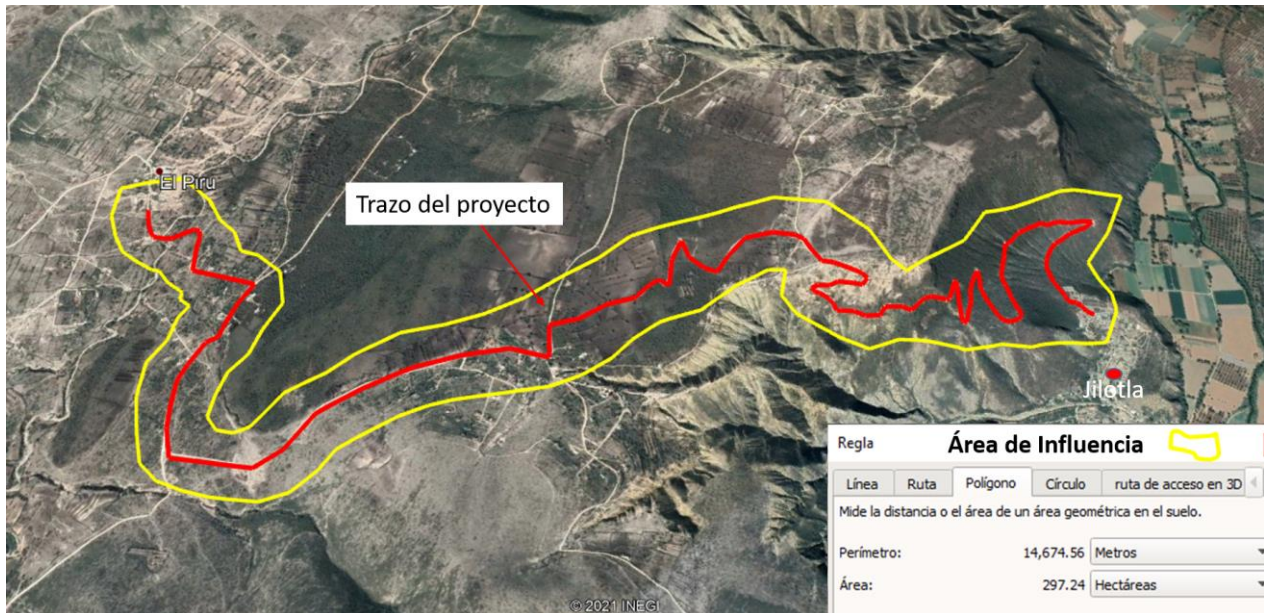 El Piru
Trazo del proyecto
Jilotla
Regla
Área de Influencia
Línea
Ruta
Polígono
Círculo
ruta de acceso en 3D
Mide la distancia o el área de un área geométrica en el suelo.
Perímetro:
14,674.56 Metros
Área:
297.24 Hectáreas
© 2021 INEGI